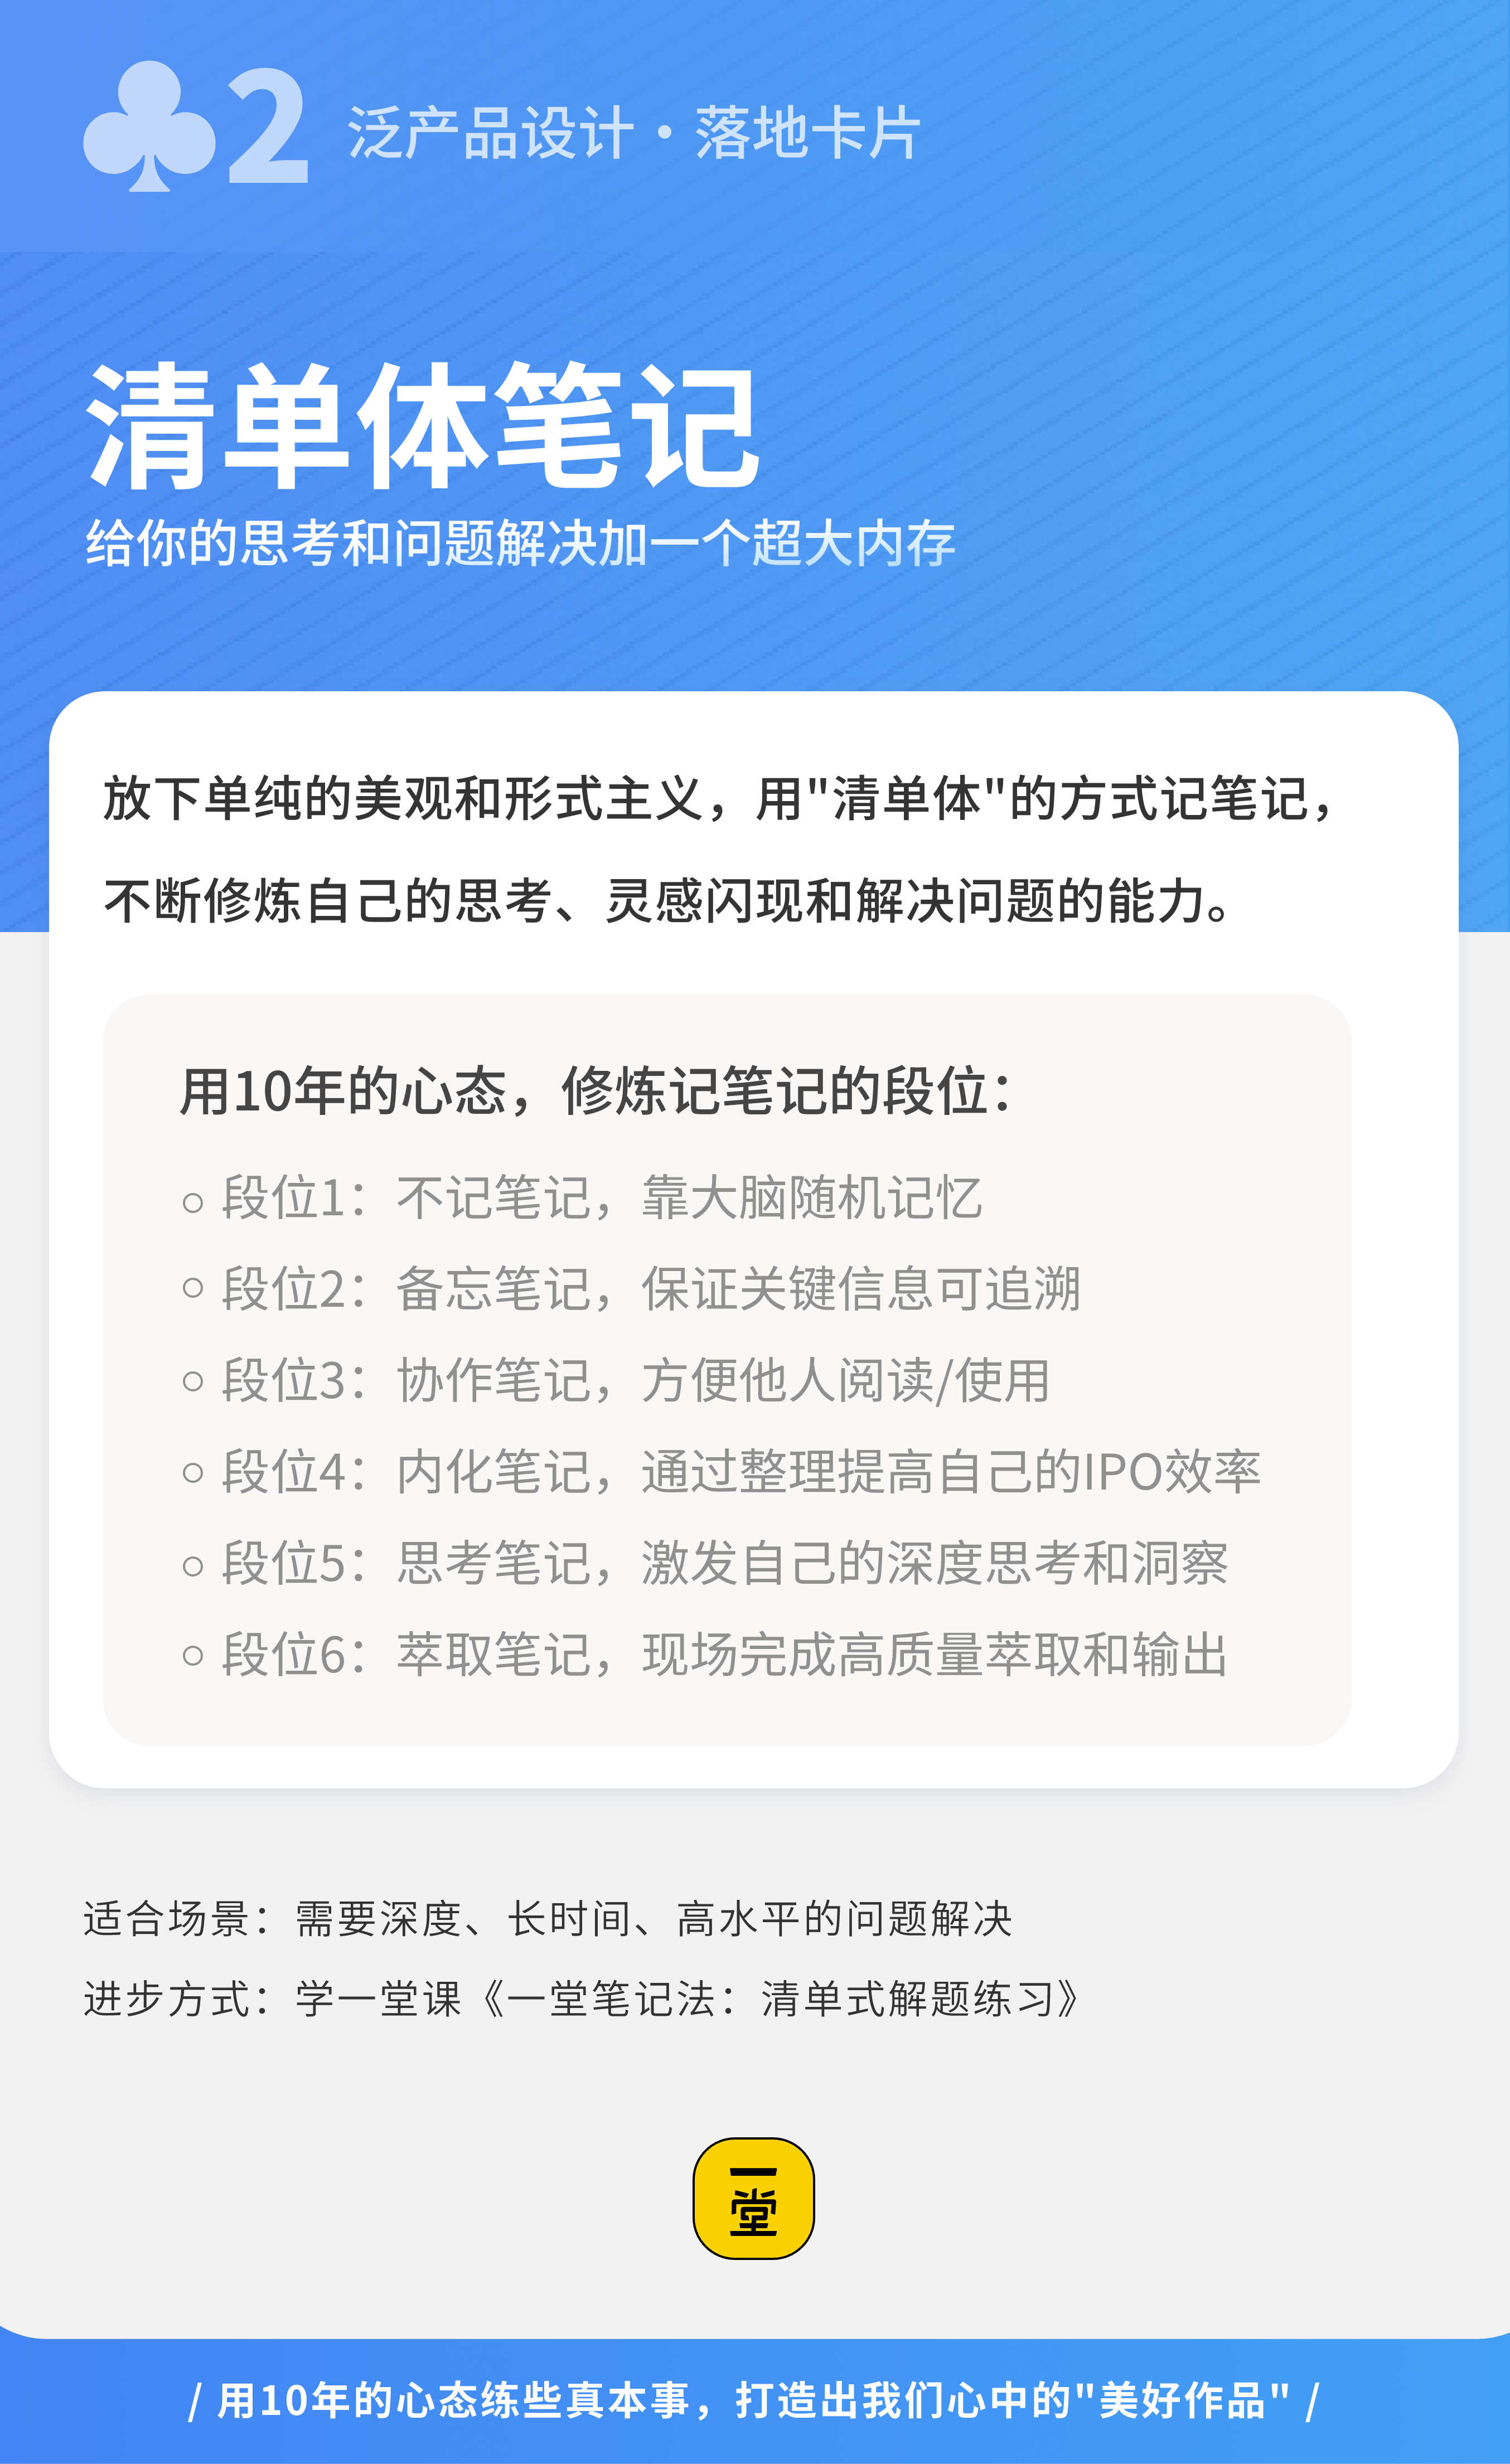 ♣2 泛产品设计·落地卡片
清单体笔记
给你的思考和问题解决加一个超大内存
放下单纯的美观和形式主义，用"清单体"的方式记笔记，
不断修炼自己的思考、灵感闪现和解决问题的能力。
用10年的心态，修炼记笔记的段位：
○ 段位1：不记笔记，靠大脑随机记忆
○ 段位2：备忘笔记，保证关键信息可追溯
○ 段位3：协作笔记，方便他人阅读/使用
○ 段位4：内化笔记，通过整理提高自己的IPO效率
○ 段位5：思考笔记，激发自己的深度思考和洞察
○ 段位6：萃取笔记，现场完成高质量萃取和输出
适合场景：需要深度、长时间、高水平的问题解决
进步方式：学一堂课《一堂笔记法：清单式解题练习》
一
堂
/ 用10年的心态练些真本事，打造出我们心中的"美好作品" /